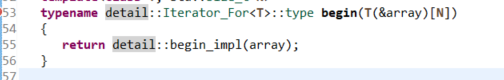 53 typename detail::Iterator_For<T>::type begin(T(&array)[N])
54 {
55 return detail::begin_impl(array);
56 }
57